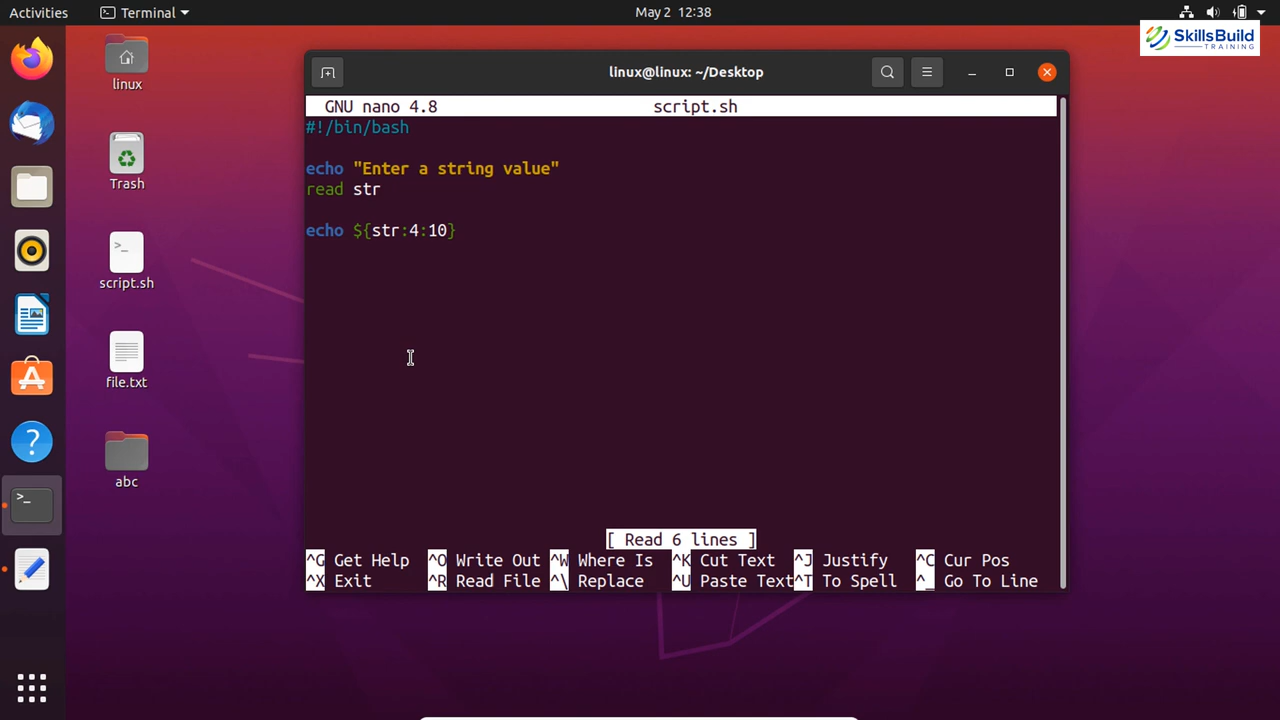 Activities
Terminal
May 2 12:38
SkillsBuild
TRAINING
linux
Trash
script.sh
file.txt
abc
linux@linux: ~/Desktop
GNU nano 4.8 script.sh
#!/bin/bash
echo "Enter a string value"
read str
echo ${str:4:10}
[ Read 6 lines ]
^G Get Help ^O Write Out ^W Where Is ^K Cut Text ^J Justify ^C Cur Pos
^X Exit ^R Read File ^\ Replace ^U Paste Text ^T To Spell ^_ Go To Line